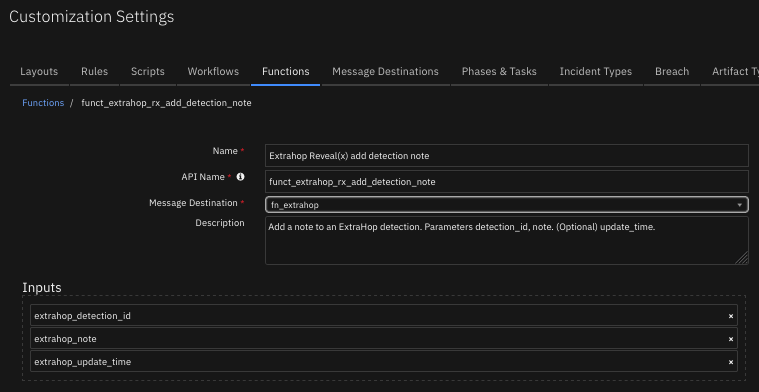 Customization Settings
Layouts Rules Scripts Workflows Functions Message Destinations Phases & Tasks Incident Types Breach Artifact Ty
Functions / funct_extrahop_rx_add_detection_note
Name * Extrahop Reveal(x) add detection note
API Name * funct_extrahop_rx_add_detection_note
Message Destination * fn_extrahop
Description Add a note to an ExtraHop detection. Parameters detection_id, note. (Optional) update_time.
Inputs
extrahop_detection_id ×
extrahop_note ×
extrahop_update_time ×